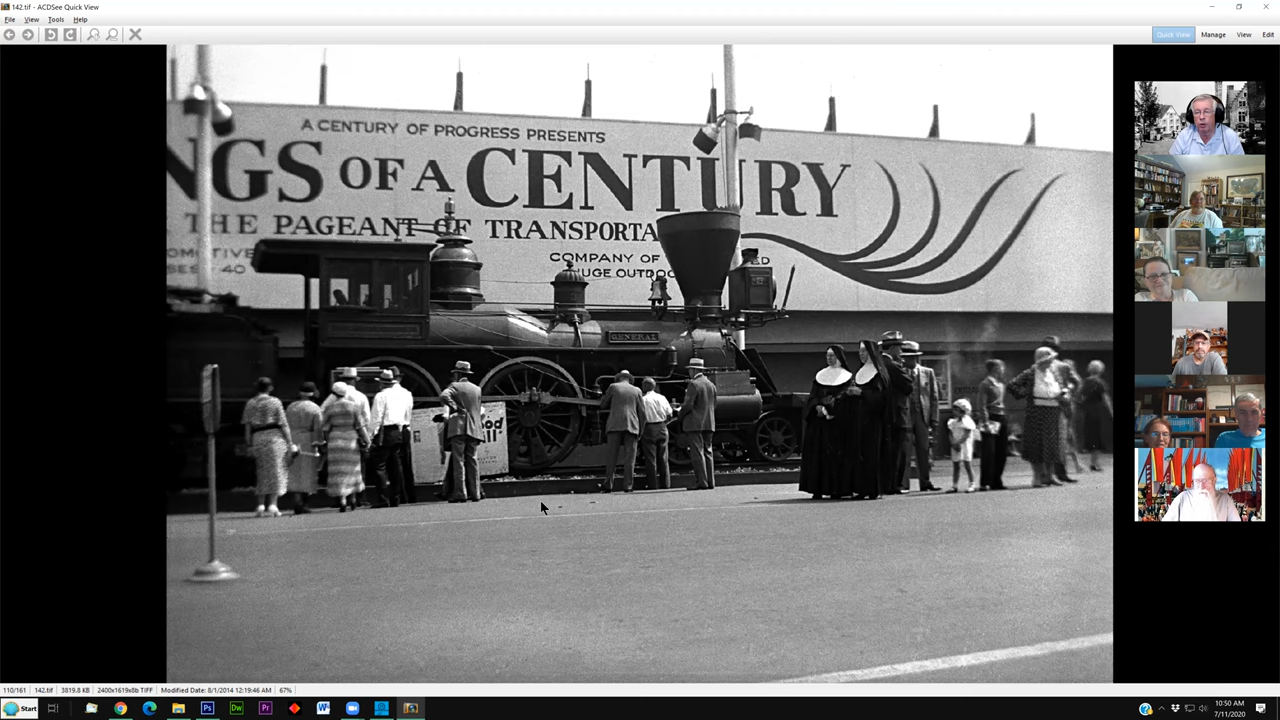 142.tif - ACDSee Quick View
File View Tools Help
Quick View Manage View Edit
A CENTURY OF PROGRESS PRESENTS
NGS OF A CENTURY
THE PAGEANT OF TRANSPORTA
COMPANY OF
HUGE OUTDO
GENERAL
110/161 142.tif 3819.8 KB 2400x1619x8b TIFF Modified Date: 8/1/2014 12:19:46 AM 67%
Start
10:50 AM
7/11/2020